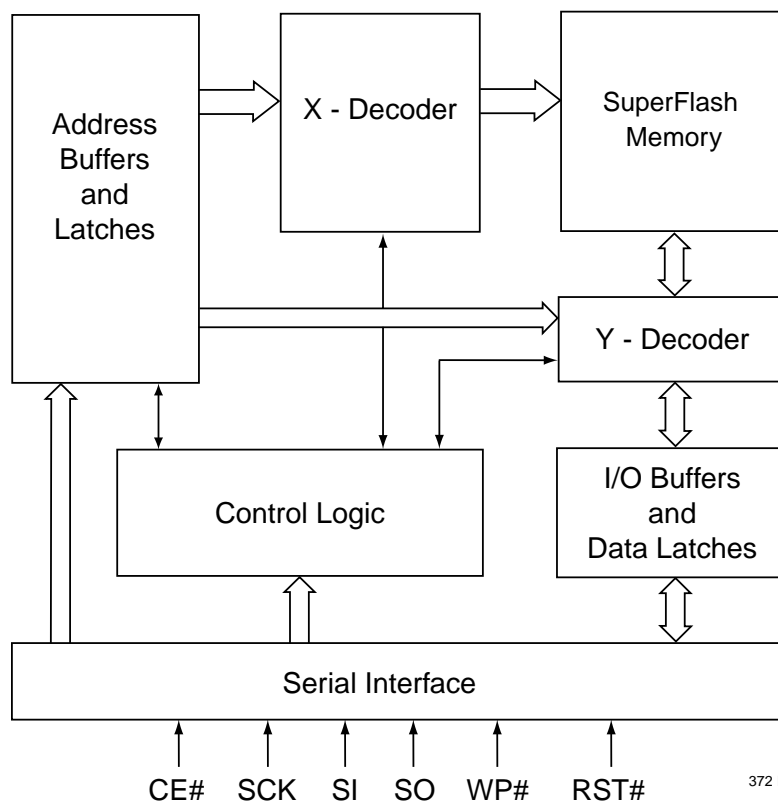 Address
Buffers
and
Latches
X - Decoder
SuperFlash
Memory
Y - Decoder
Control Logic
I/O Buffers
and
Data Latches
Serial Interface
CE# SCK SI SO WP# RST#
372